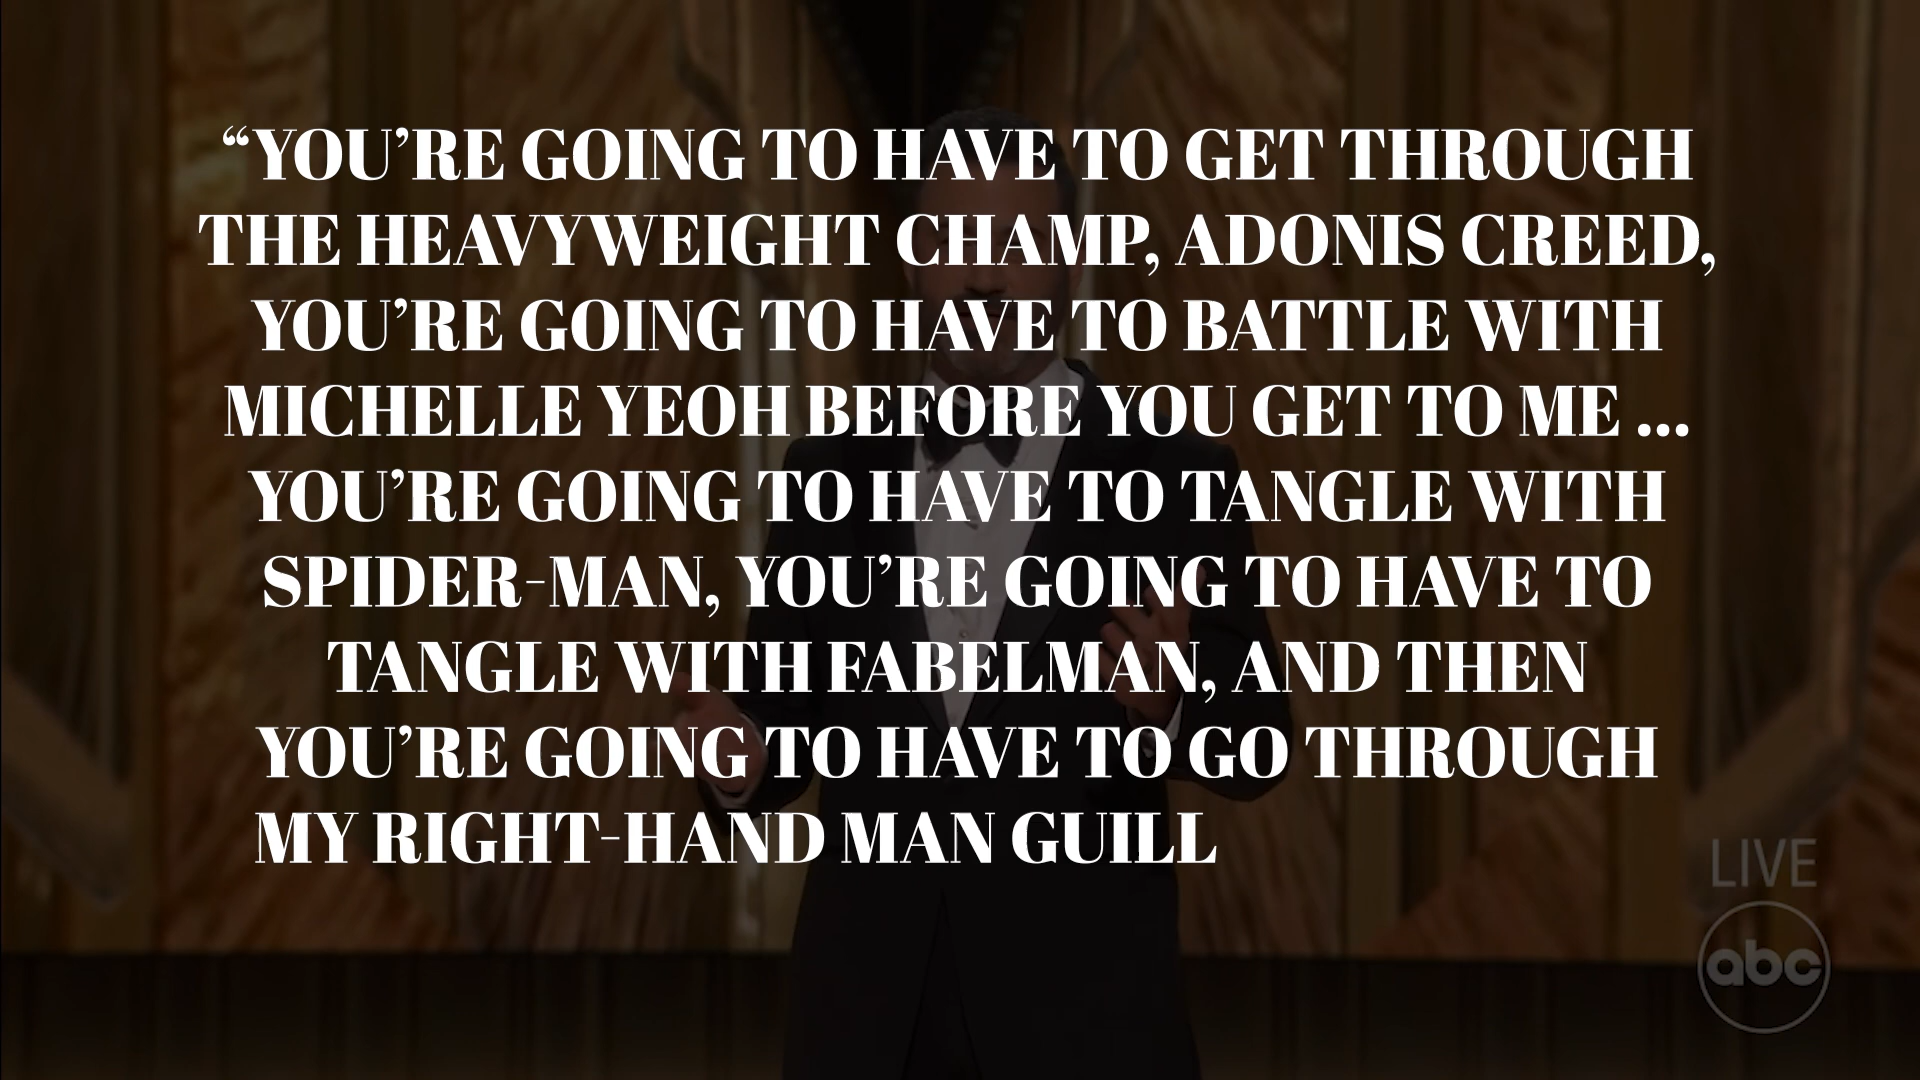 “YOU’RE GOING TO HAVE TO GET THROUGH
THE HEAVYWEIGHT CHAMP, ADONIS CREED,
YOU’RE GOING TO HAVE TO BATTLE WITH
MICHELLE YEOH BEFORE YOU GET TO ME ...
YOU’RE GOING TO HAVE TO TANGLE WITH
SPIDER-MAN, YOU’RE GOING TO HAVE TO
TANGLE WITH FABELMAN, AND THEN
YOU’RE GOING TO HAVE TO GO THROUGH
MY RIGHT-HAND MAN GUILL
LIVE
abc